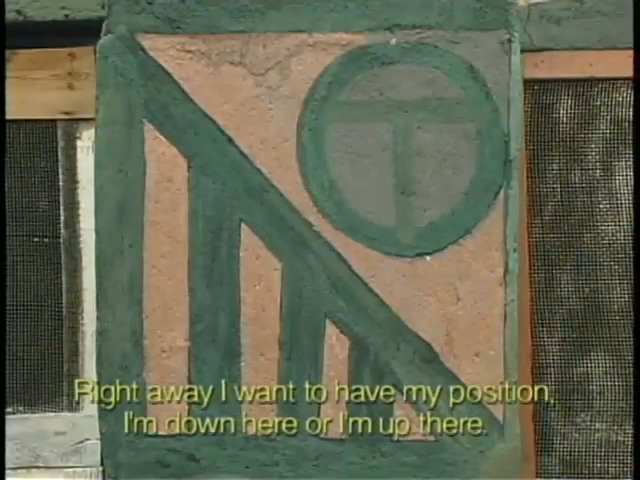 T
Right away I want to have my position,
I'm down here or I'm up there.